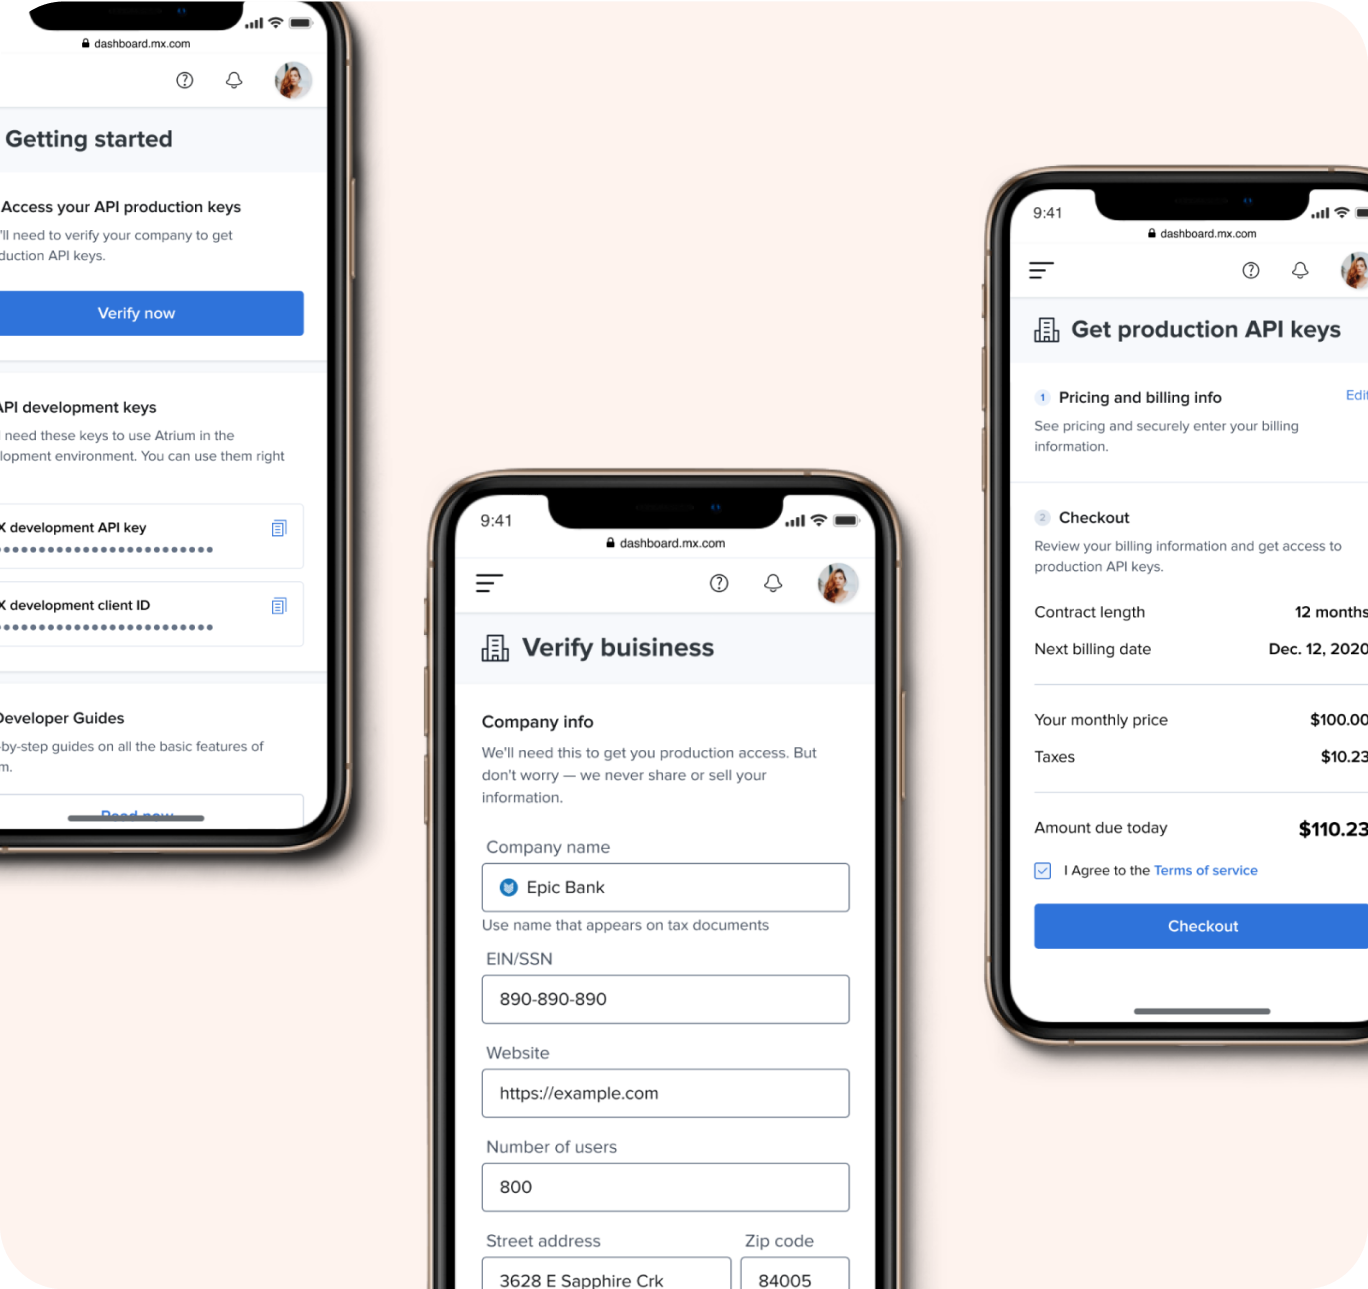 dashboard.mx.com
Getting started
Access your API production keys
'll need to verify your company to get
duction API keys.
Verify now
API development keys
need these keys to use Atrium in the
lopment environment. You can use them right
X development API key
X development client ID
Developer Guides
-by-step guides on all the basic features of
m.
Read now
9:41
dashboard.mx.com
Verify buisiness
Company info
We'll need this to get you production access. But
don't worry — we never share or sell your
information.
Company name
Epic Bank
Use name that appears on tax documents
EIN/SSN
890-890-890
Website
https://example.com
Number of users
800
Street address
Zip code
3628 E Sapphire Crk
84005
9:41
dashboard.mx.com
Get production API keys
1 Pricing and billing info
Edit
See pricing and securely enter your billing
information.
2 Checkout
Review your billing information and get access to
production API keys.
Contract length
12 months
Next billing date
Dec. 12, 2020
Your monthly price
$100.00
Taxes
$10.23
Amount due today
$110.23
I Agree to the Terms of service
Checkout